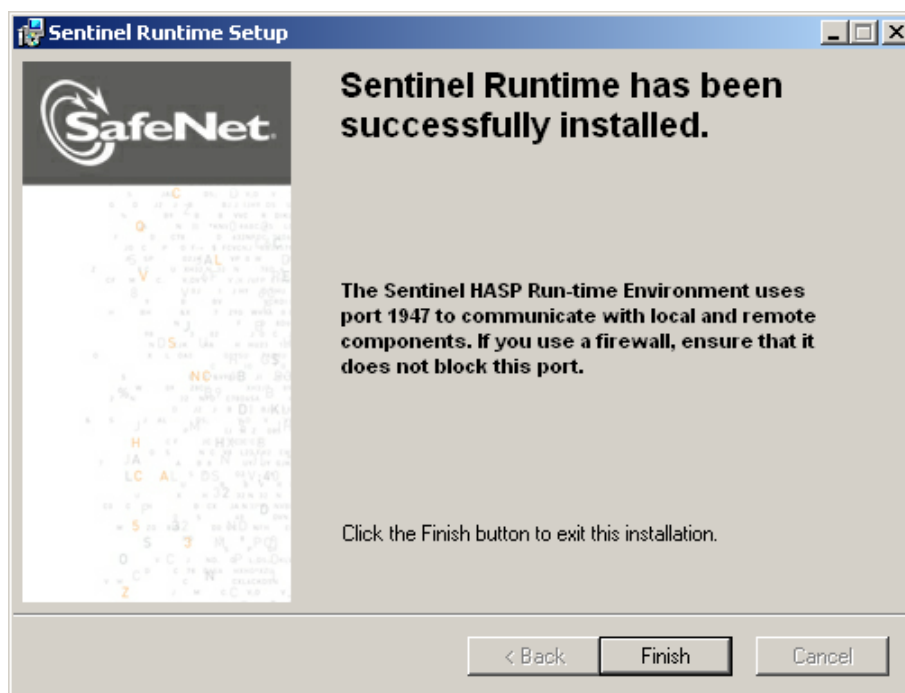 Sentinel Runtime Setup
SafeNet.
Sentinel Runtime has been
successfully installed.
The Sentinel HASP Run-time Environment uses
port 1947 to communicate with local and remote
components. If you use a firewall, ensure that it
does not block this port.
Click the Finish button to exit this installation.
< Back
Finish
Cancel